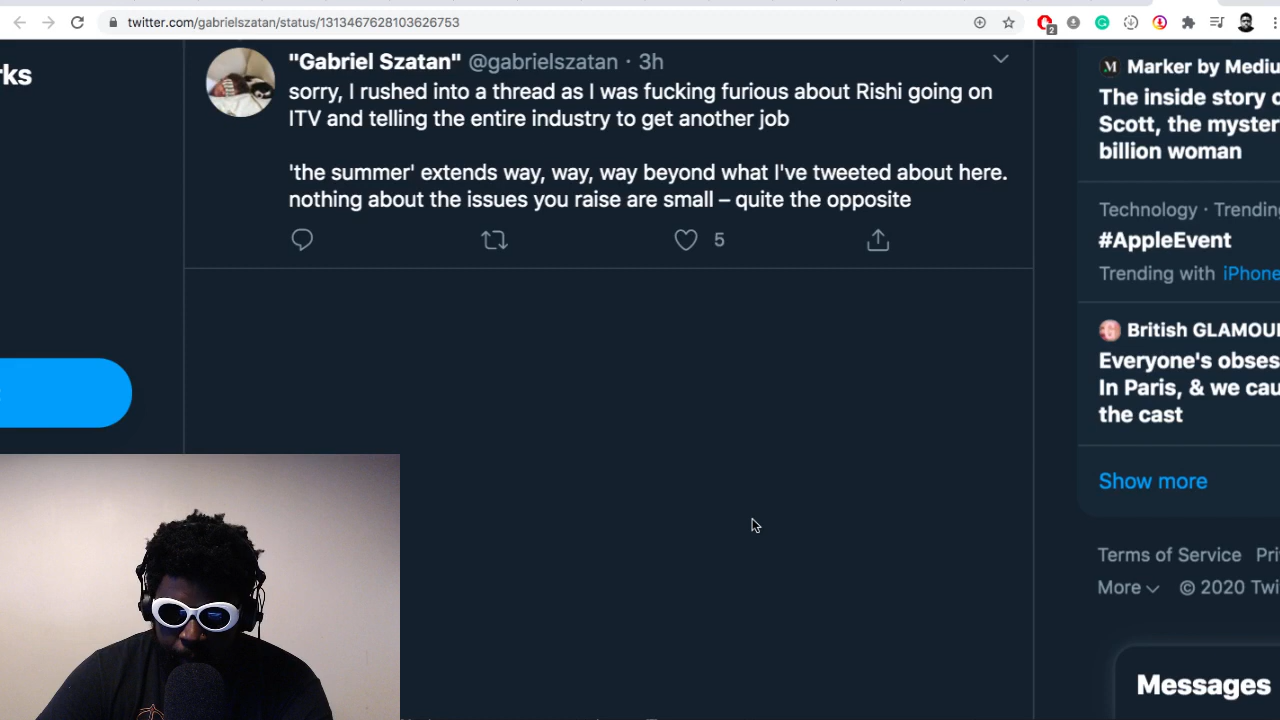 twitter.com/gabrielszatan/status/1313467628103626753
2
rks
"Gabriel Szatan" @gabrielszatan · 3h
sorry, I rushed into a thread as I was fucking furious about Rishi going on
ITV and telling the entire industry to get another job
'the summer' extends way, way, way beyond what I've tweeted about here.
nothing about the issues you raise are small – quite the opposite
5
M Marker by Mediu
The inside story o
Scott, the myster
billion woman
Technology · Trending
#AppleEvent
Trending with iPhone
British GLAMOUR
Everyone's obses
In Paris, & we cau
the cast
Show more
Terms of Service Pri
More © 2020 Twi
Messages